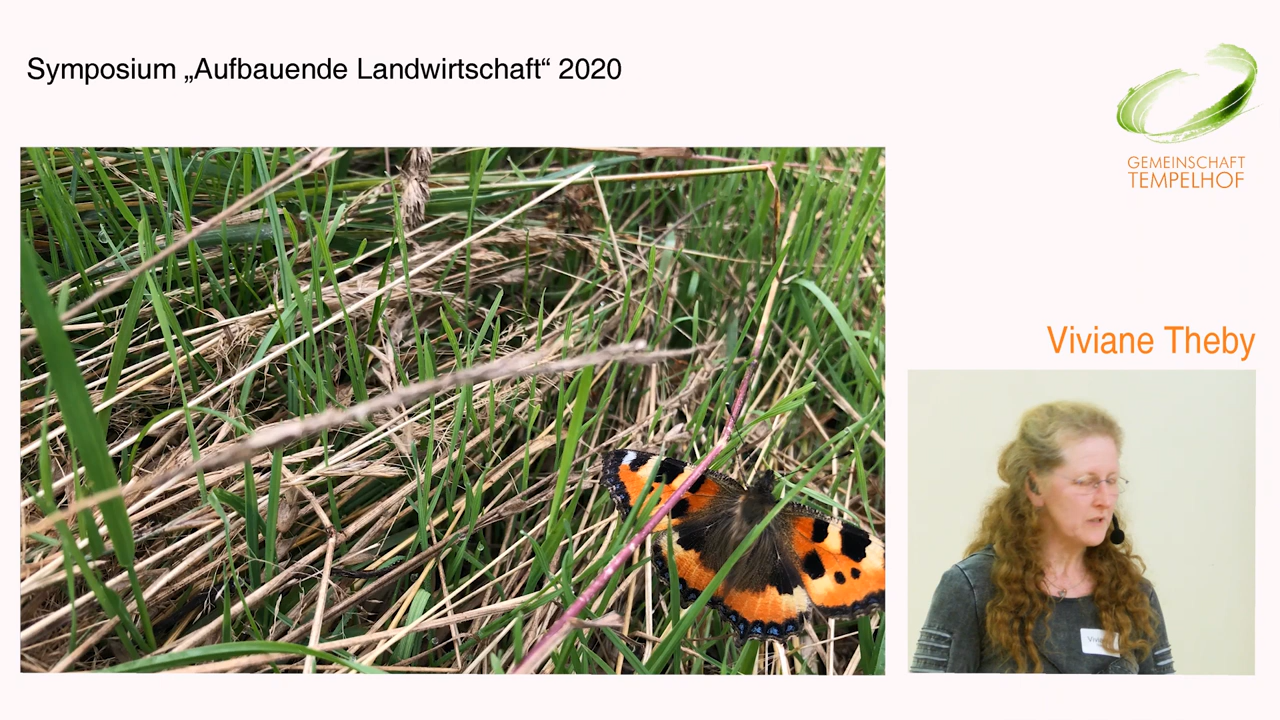 Symposium „Aufbauende Landwirtschaft“ 2020
GEMEINSCHAFT
TEMPELHOF
Viviane Theby